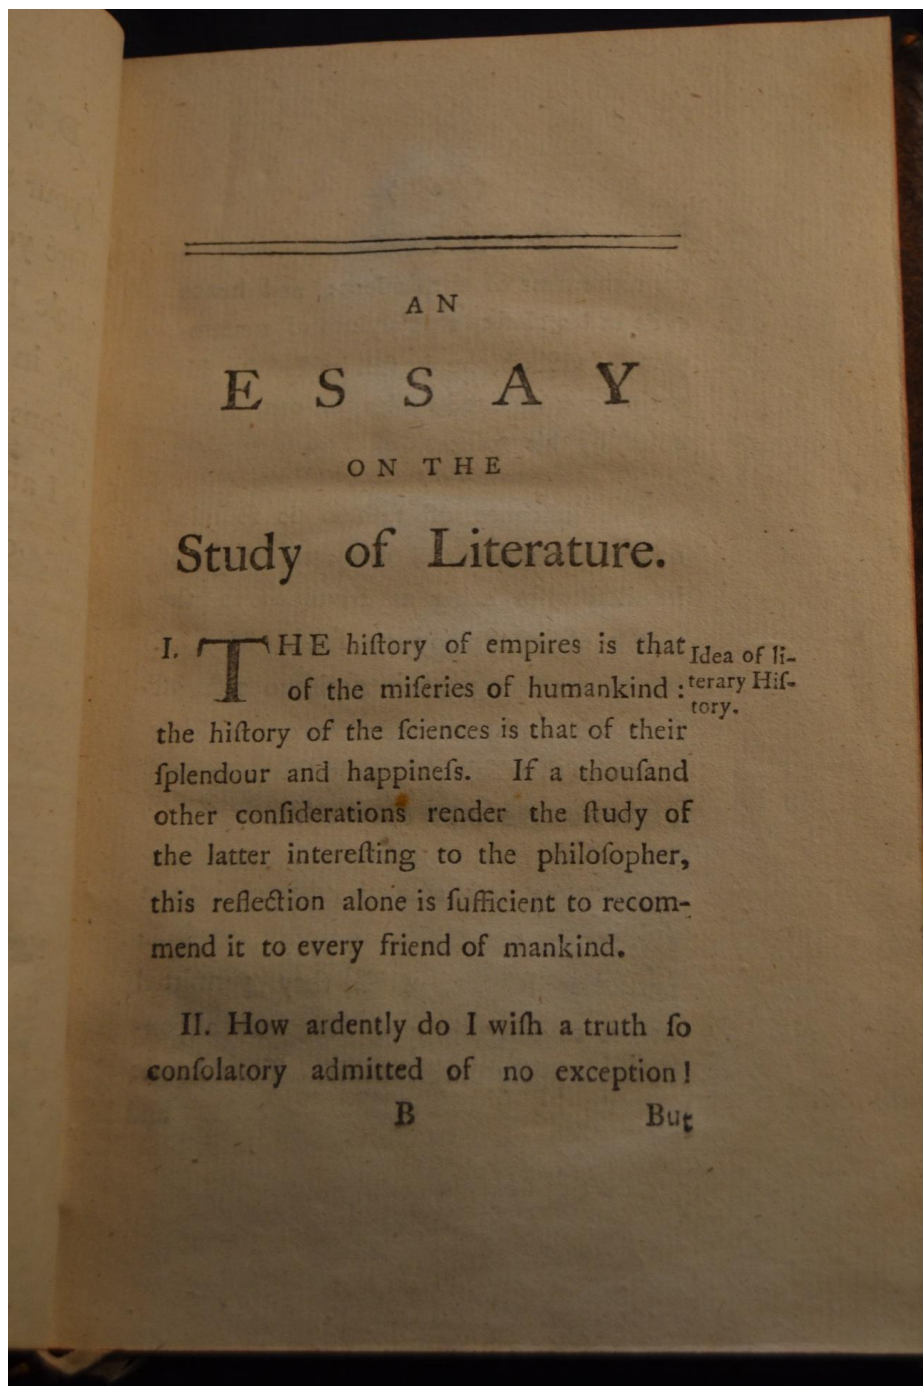 AN
ESSAY
ON THE
Study of Literature.
I. THE hiſtory of empires is that
Idea of li-
of the miſeries of humankind :
terary Hiſ-
tory.
the hiſtory of the ſciences is that of their
ſplendour and happineſs. If a thouſand
other conſiderations render the ſtudy of
the latter intereſting to the philoſopher,
this reflection alone is ſufficient to recom-
mend it to every friend of mankind.
II. How ardently do I wiſh a truth ſo
conſolatory admitted of no exception!
B But